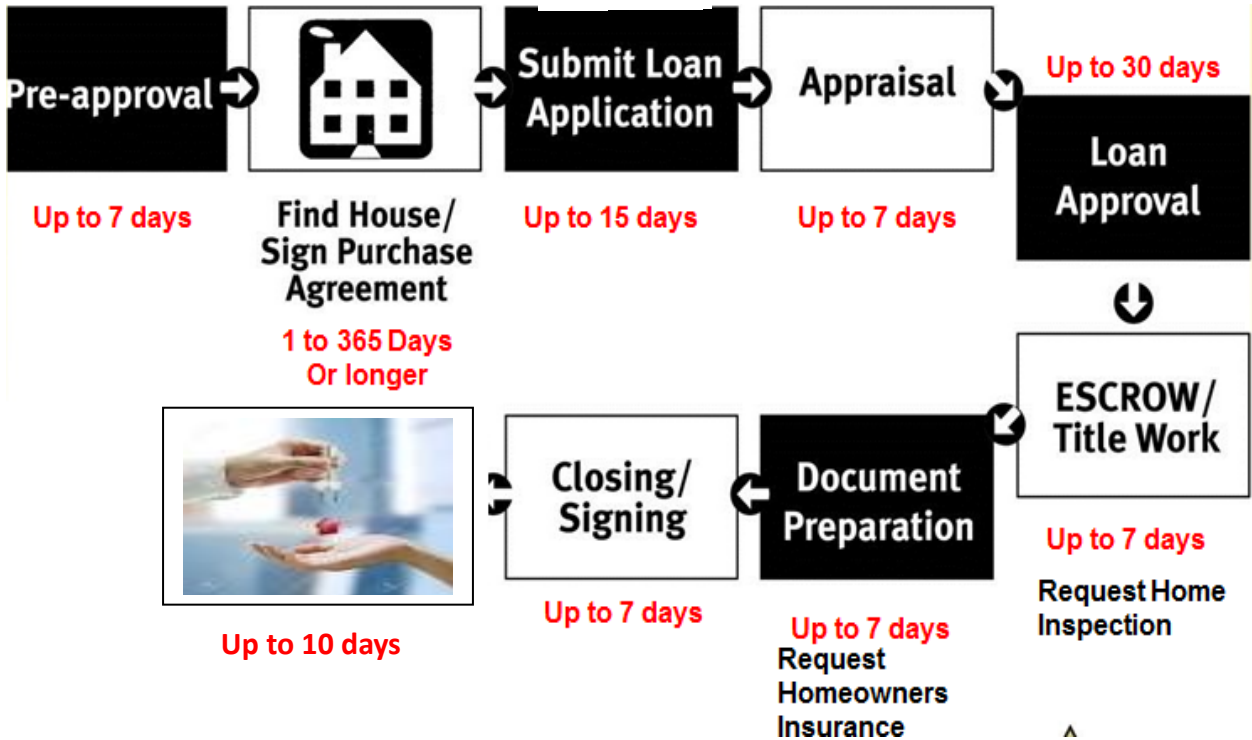 Pre-approval
Up to 7 days
Find House/
Sign Purchase
Agreement
1 to 365 Days
Or longer
Submit Loan
Application
Up to 15 days
Appraisal
Up to 7 days
Up to 30 days
Loan
Approval
ESCROW/
Title Work
Up to 7 days
Request Home
Inspection
Document
Preparation
Up to 7 days
Request
Homeowners
Insurance
Closing/
Signing
Up to 7 days
Up to 10 days